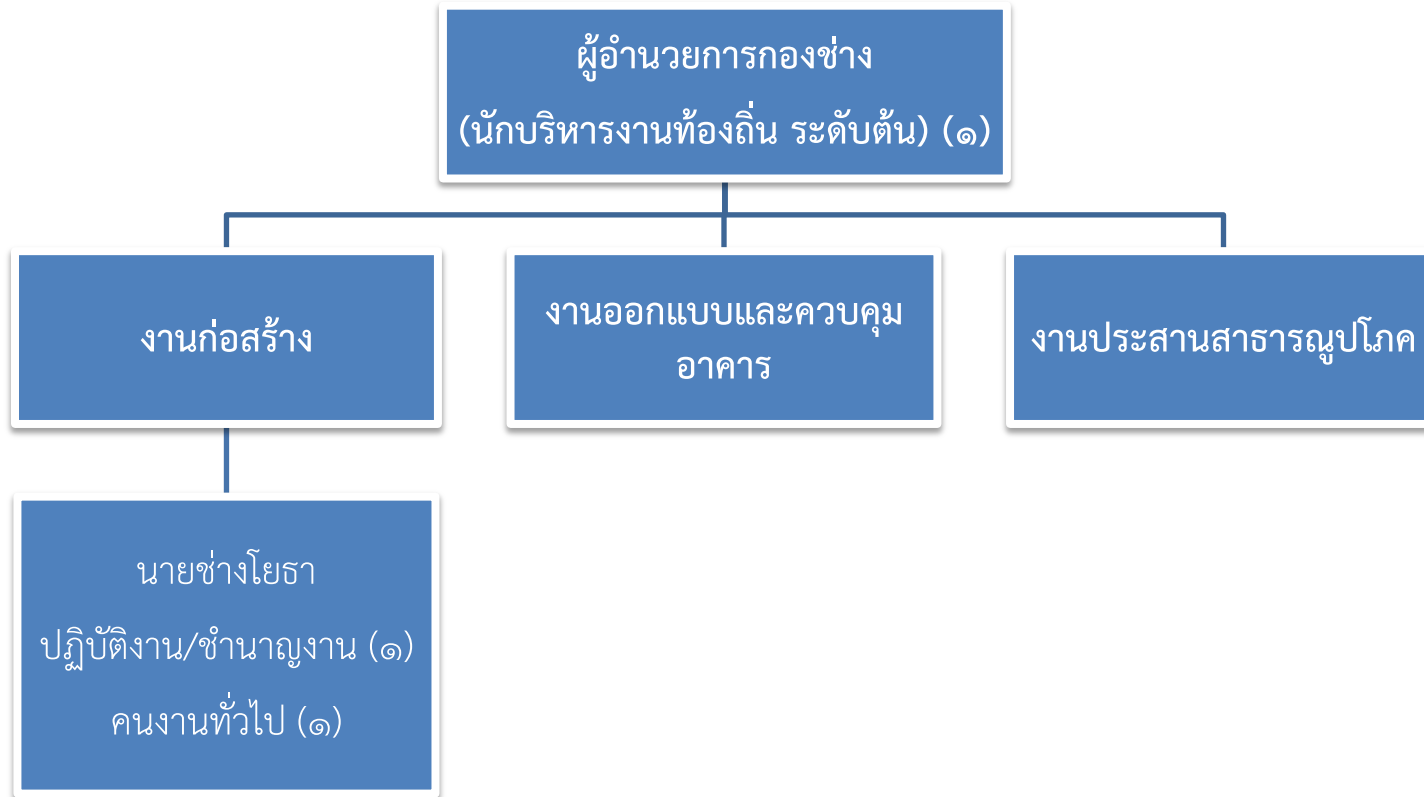 ผู้อำนวยการกองช่าง
(นักบริหารงานท้องถิ่น ระดับต้น) (๑)
งานก่อสร้าง
งานออกแบบและควบคุม
อาคาร
งานประสานสาธารณูปโภค
นายช่างโยธา
ปฏิบัติงาน/ชำนาญงาน (๑)
คนงานทั่วไป (๑)